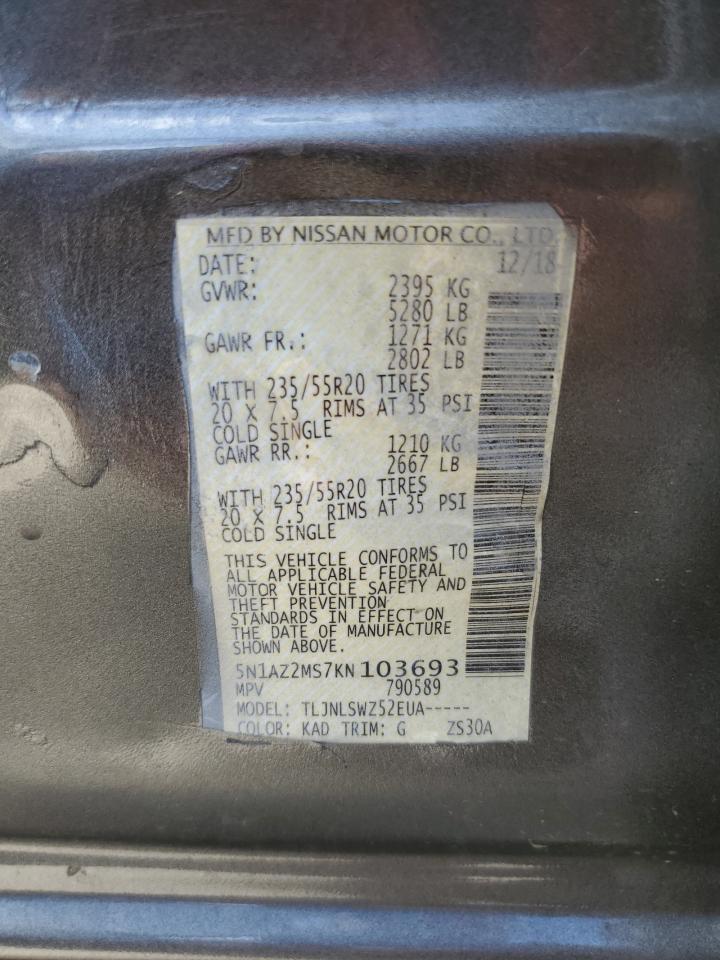 MFD BY NISSAN MOTOR CO., LTD.
DATE: 12/18
GVWR: 2395 KG
5280 LB
GAWR FR.: 1271 KG
2802 LB
WITH 235/55R20 TIRES
20 X 7.5 RIMS AT 35 PSI
COLD SINGLE
GAWR RR.: 1210 KG
2667 LB
WITH 235/55R20 TIRES
20 X 7.5 RIMS AT 35 PSI
COLD SINGLE
THIS VEHICLE CONFORMS TO
ALL APPLICABLE FEDERAL
MOTOR VEHICLE SAFETY AND
THEFT PREVENTION
STANDARDS IN EFFECT ON
THE DATE OF MANUFACTURE
SHOWN ABOVE.
5N1AZ2MS7KN103693
MPV 790589
MODEL: TLJNLSWZ52EUA-----
COLOR: KAD TRIM: G ZS30A